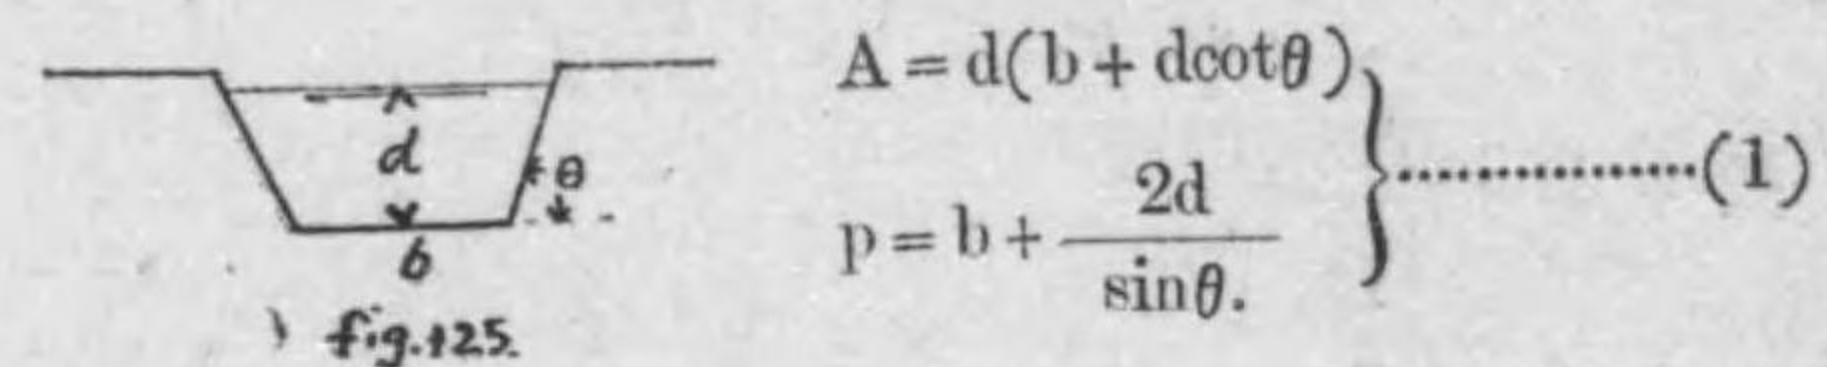 A = d(b + dcotθ)
p = b + 2d
sinθ.
................(1)
d
θ
b
fig.125.